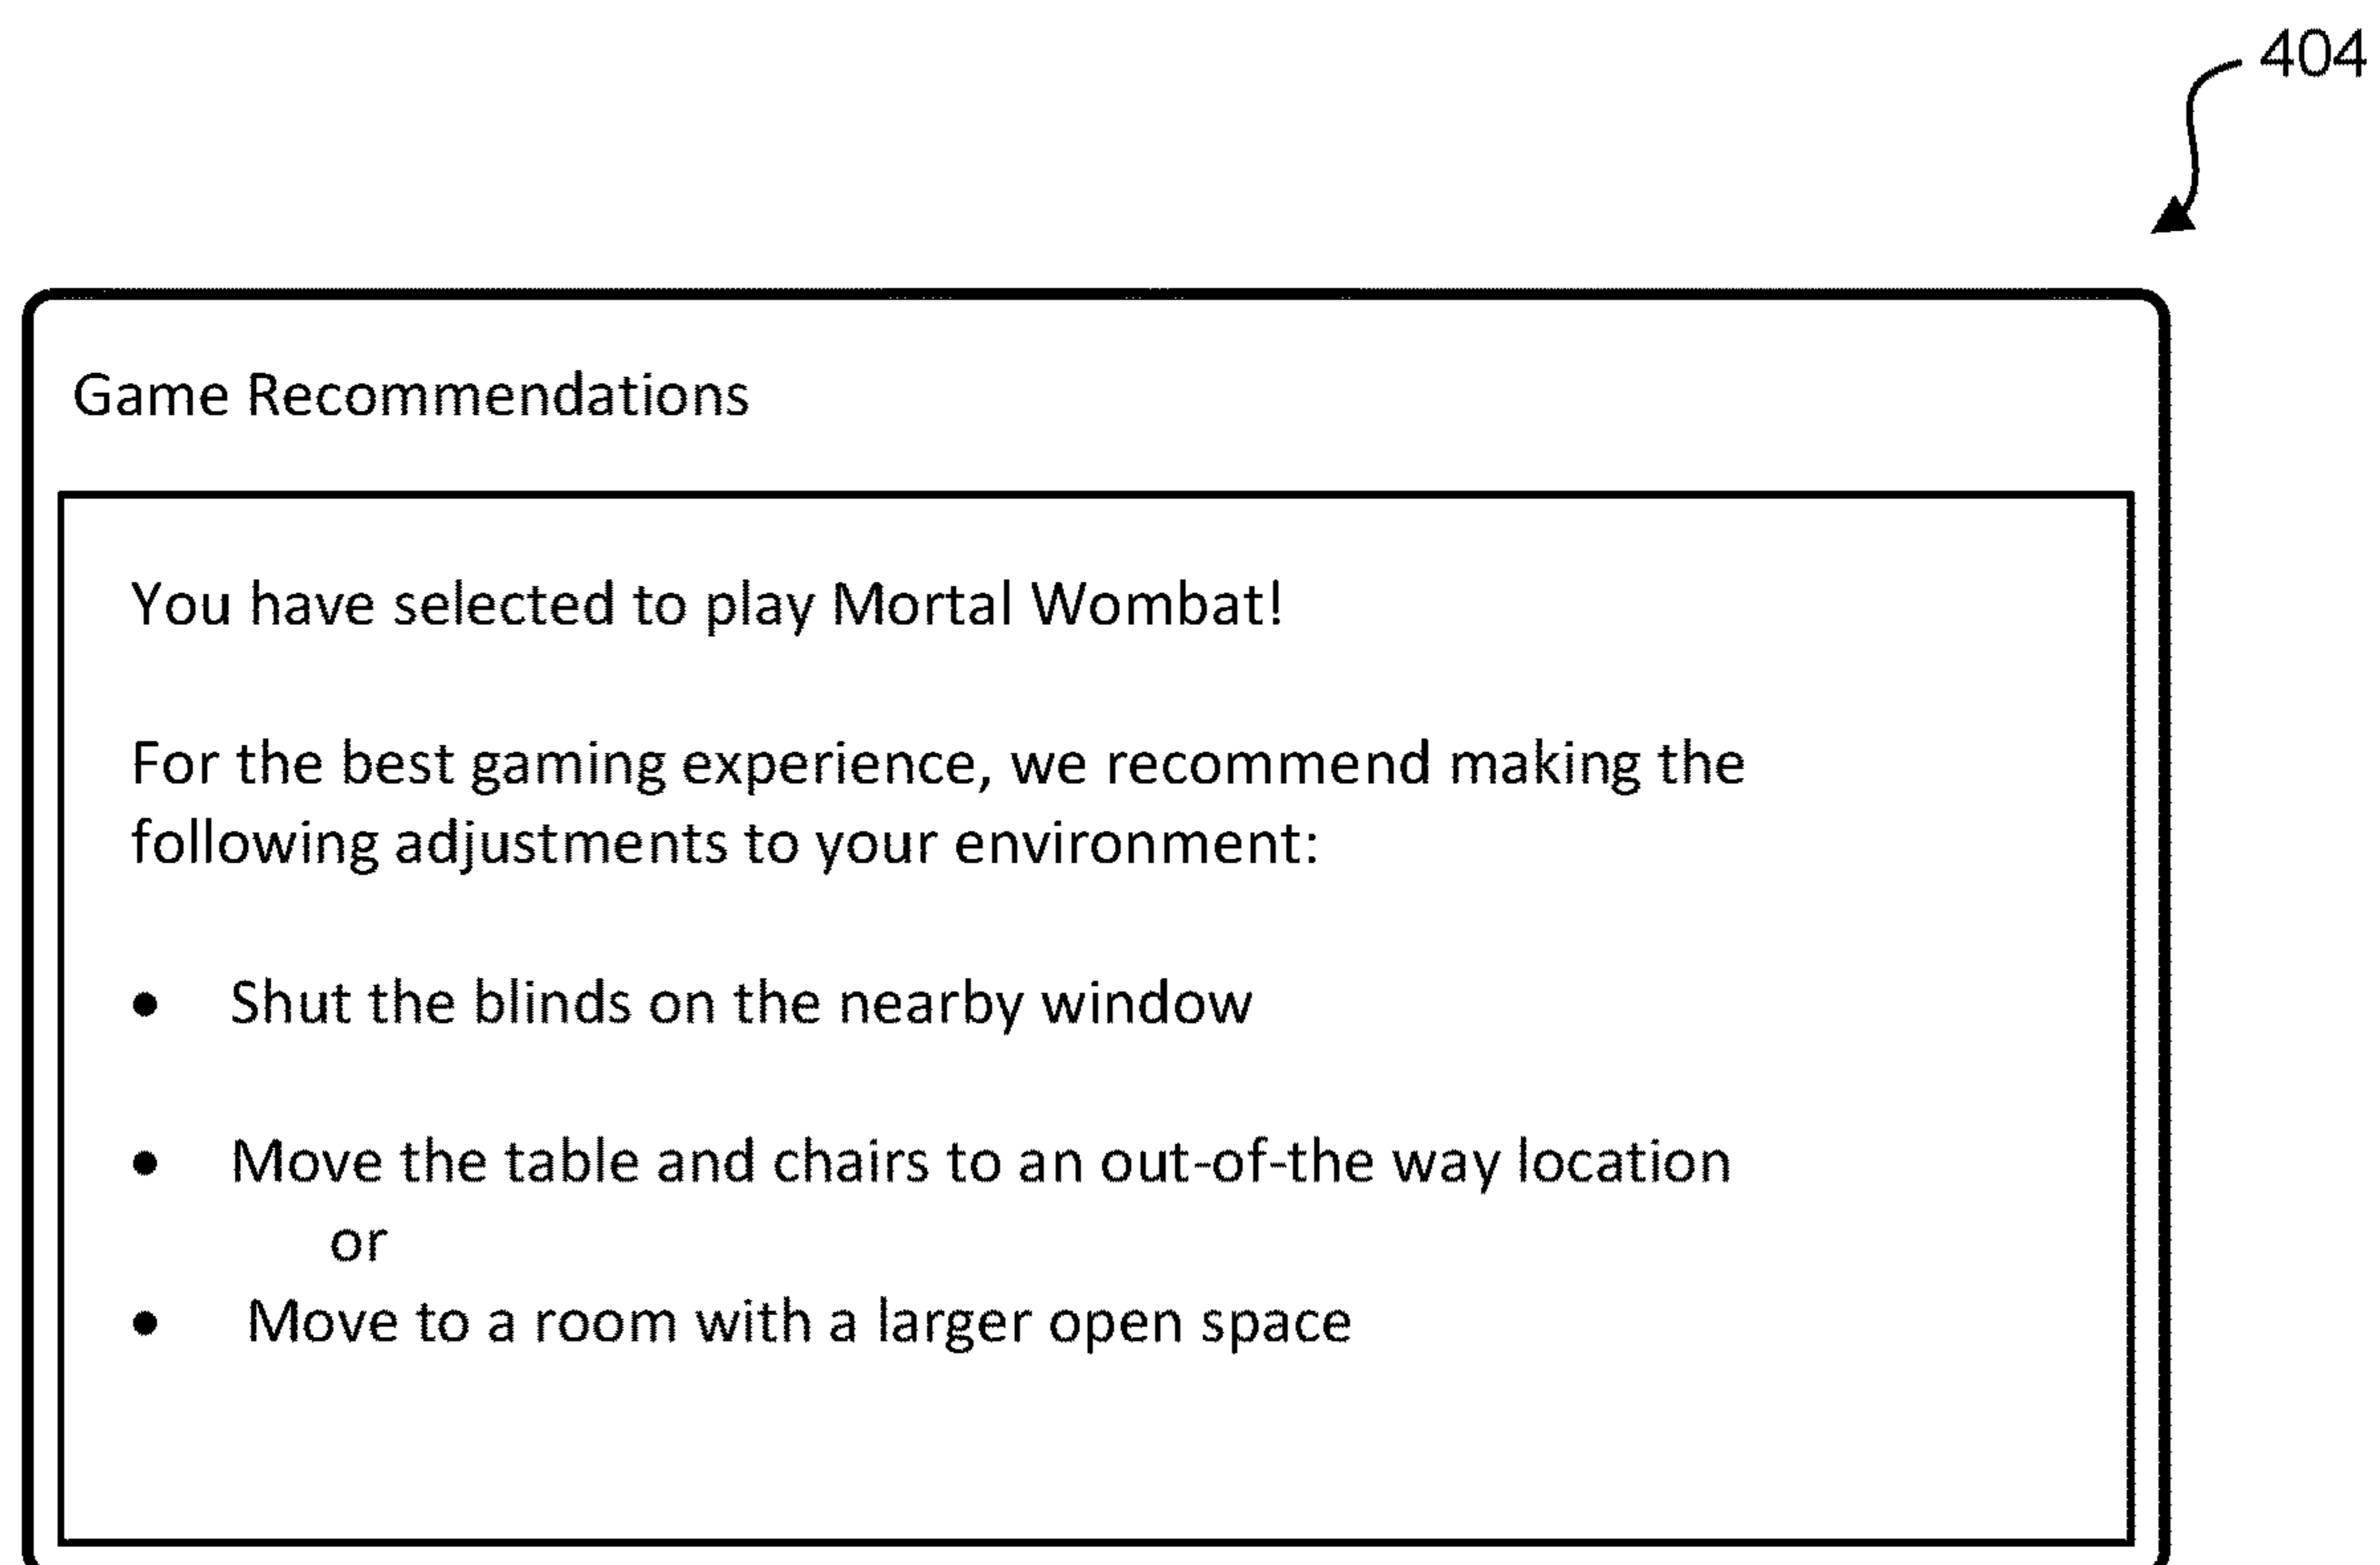 404
Game Recommendations
You have selected to play Mortal Wombat!
For the best gaming experience, we recommend making the
following adjustments to your environment:
• Shut the blinds on the nearby window
• Move the table and chairs to an out-of-the way location
or
• Move to a room with a larger open space